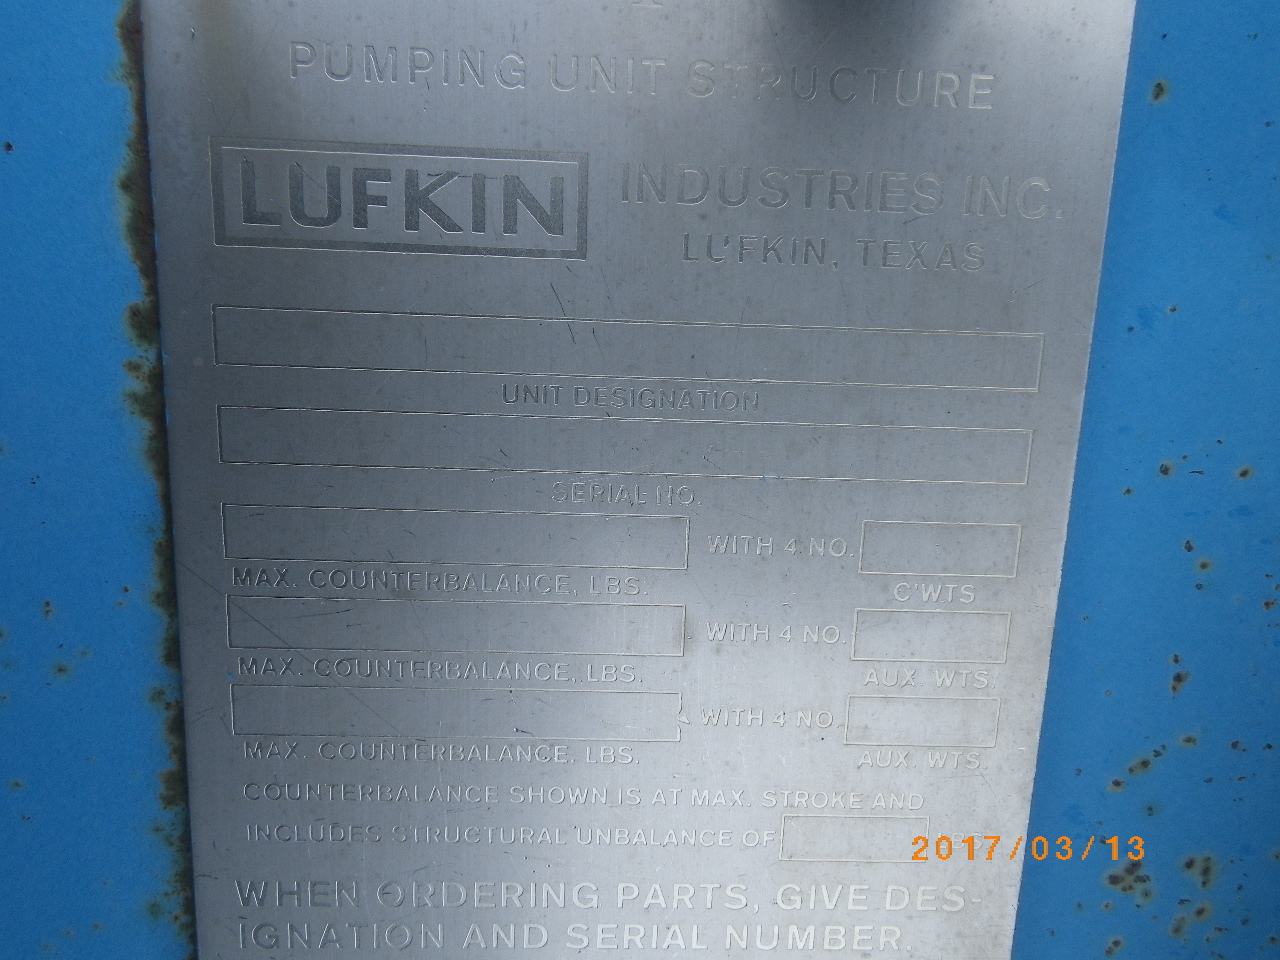 PUMPING UNIT STRUCTURE
LUFKIN INDUSTRIES INC.
LUFKIN, TEXAS
UNIT DESIGNATION
SERIAL NO.
WITH 4 NO.
MAX. COUNTERBALANCE, LBS. C'WTS
WITH 4 NO.
MAX. COUNTERBALANCE, LBS. AUX. WTS.
WITH 4 NO.
MAX. COUNTERBALANCE, LBS. AUX. WTS.
COUNTERBALANCE SHOWN IS AT MAX. STROKE AND
INCLUDES STRUCTURAL UNBALANCE OF
2017/03/13
WHEN ORDERING PARTS, GIVE DES-
IGNATION AND SERIAL NUMBER.